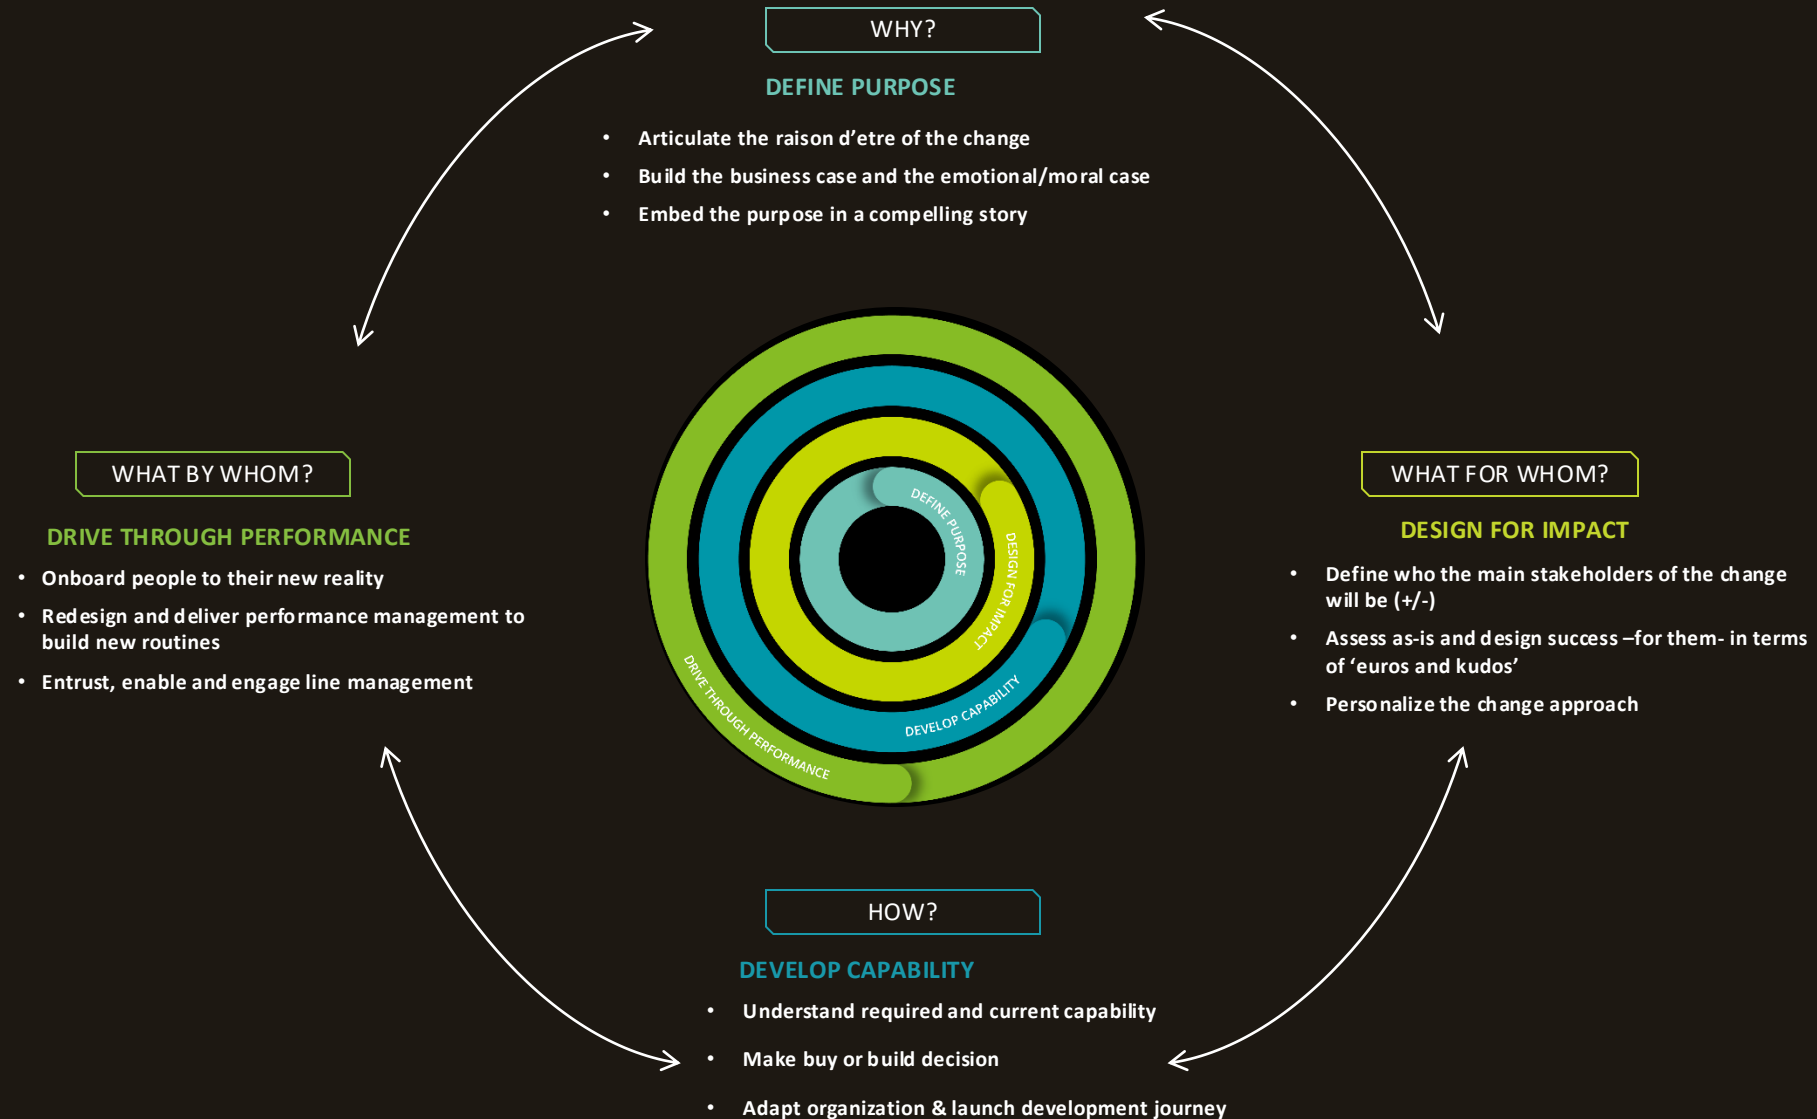 WHY?
DEFINE PURPOSE
• Articulate the raison d’etre of the change
• Build the business case and the emotional/moral case
• Embed the purpose in a compelling story
WHAT BY WHOM?
DRIVE THROUGH PERFORMANCE
• Onboard people to their new reality
• Redesign and deliver performance management to
build new routines
• Entrust, enable and engage line management
DEFINE PURPOSE
DESIGN FOR IMPACT
DEVELOP CAPABILITY
DRIVE THROUGH PERFORMANCE
WHAT FOR WHOM?
DESIGN FOR IMPACT
• Define who the main stakeholders of the change
will be (+/-)
• Assess as-is and design success –for them- in terms
of ‘euros and kudos’
• Personalize the change approach
HOW?
DEVELOP CAPABILITY
• Understand required and current capability
• Make buy or build decision
• Adapt organization & launch development journey